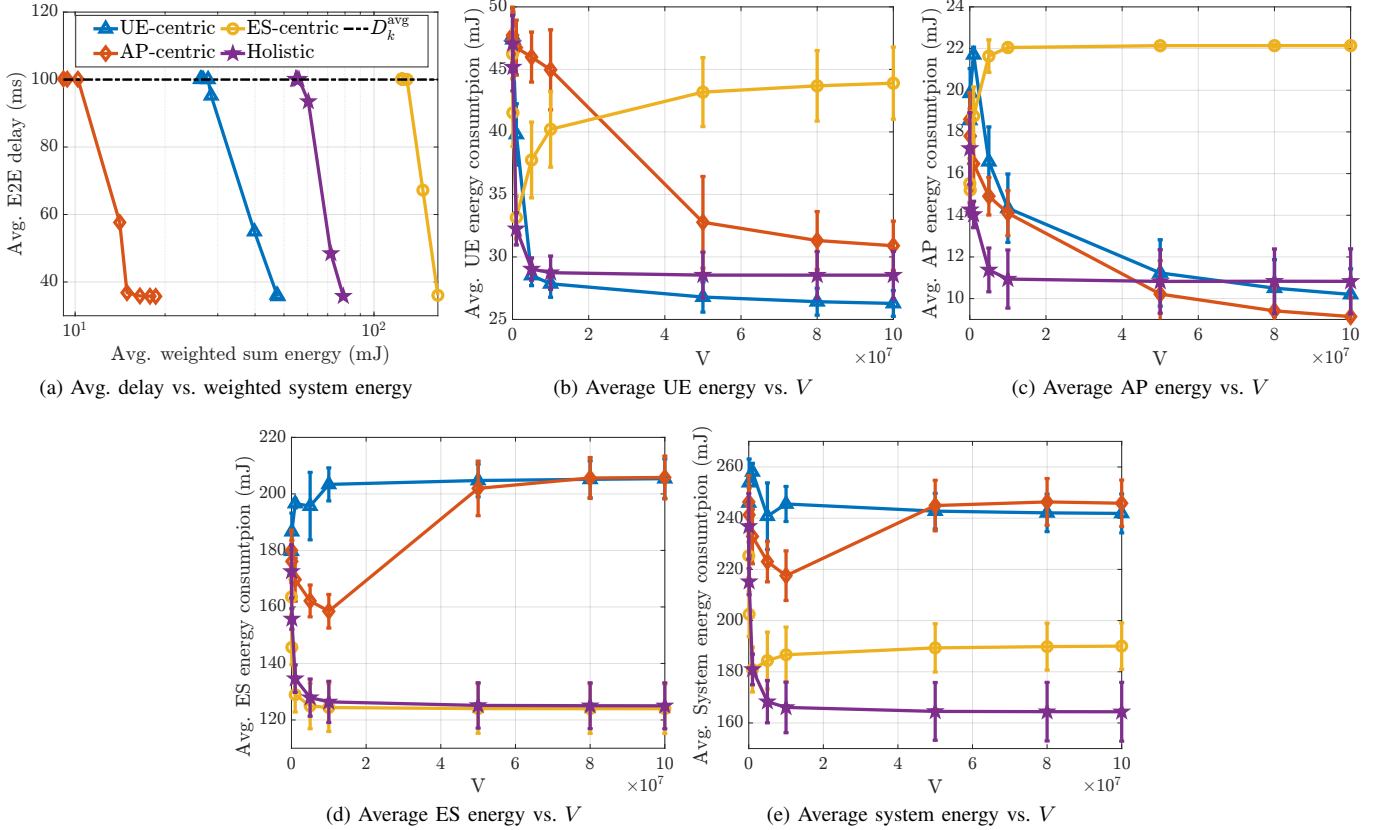 120
100
80
60
40
Avg. E2E delay (ms)
UE-centric
ES-centric
D_k^avg
AP-centric
Holistic
10^1
10^2
Avg. weighted sum energy (mJ)
(a) Avg. delay vs. weighted system energy
50
45
40
35
30
25
Avg. UE energy consumtpion (mJ)
0 2 4 6 8 10
V
×10^7
(b) Average UE energy vs. V
24
22
20
18
16
14
12
10
Avg. AP energy consumtpion (mJ)
0 2 4 6 8 10
V
×10^7
(c) Average AP energy vs. V
220
200
180
160
140
120
Avg. ES energy consumtpion (mJ)
0 2 4 6 8 10
V
×10^7
(d) Average ES energy vs. V
260
240
220
200
180
160
Avg. System energy consumtpion (mJ)
0 2 4 6 8 10
V
×10^7
(e) Average system energy vs. V